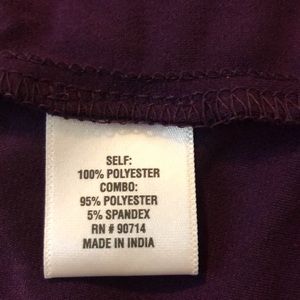 SELF:
100% POLYESTER
COMBO:
95% POLYESTER
5% SPANDEX
RN # 90714
MADE IN INDIA